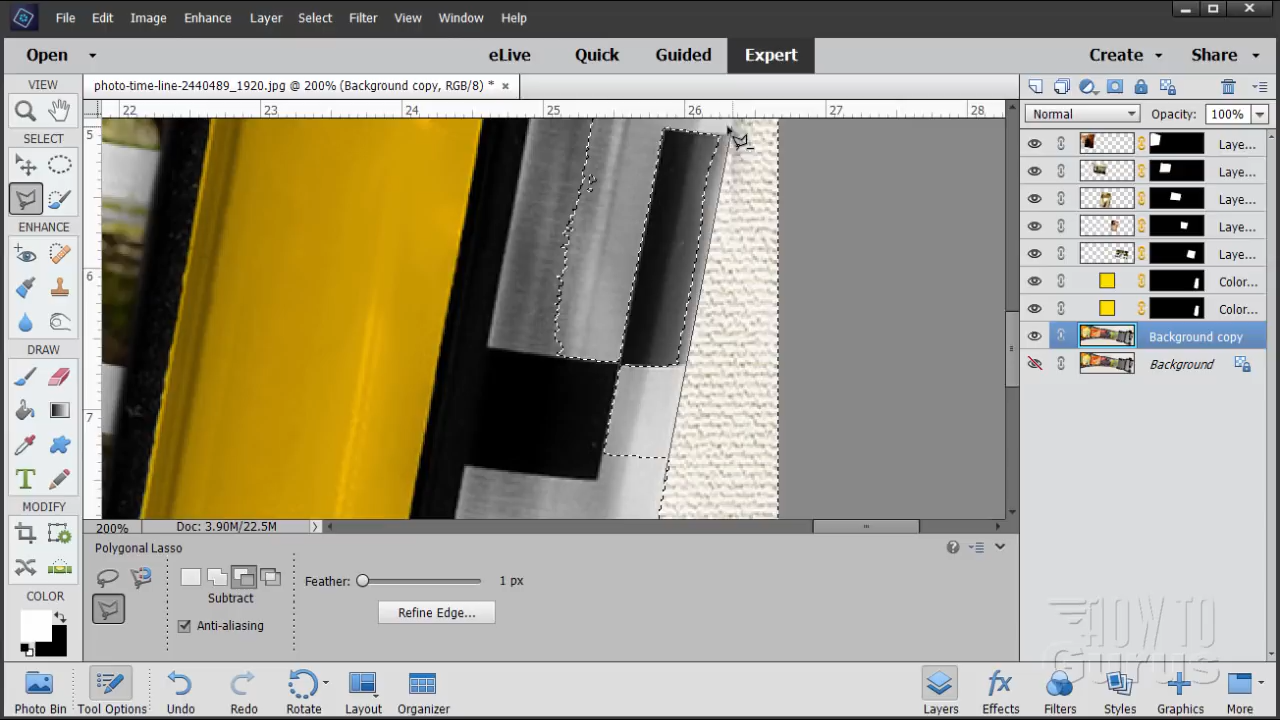 File Edit Image Enhance Layer Select Filter View Window Help
Open eLive Quick Guided Expert Create Share
VIEW
photo-time-line-2440489_1920.jpg @ 200% (Background copy, RGB/8) * ×
22 23 24 25 26 27 28
Normal Opacity: 100%
5
6
7
SELECT
ENHANCE
DRAW
T
MODIFY
COLOR
Laye...
Laye...
Laye...
Laye...
Laye...
Color...
Color...
Background copy
Background
200% Doc: 3.90M/22.5M
Polygonal Lasso
Subtract
Anti-aliasing
Feather: 1 px
Refine Edge...
HOW TO
Gurus
Photo Bin Tool Options Undo Redo Rotate Layout Organizer Layers fx Effects Filters Styles Graphics More